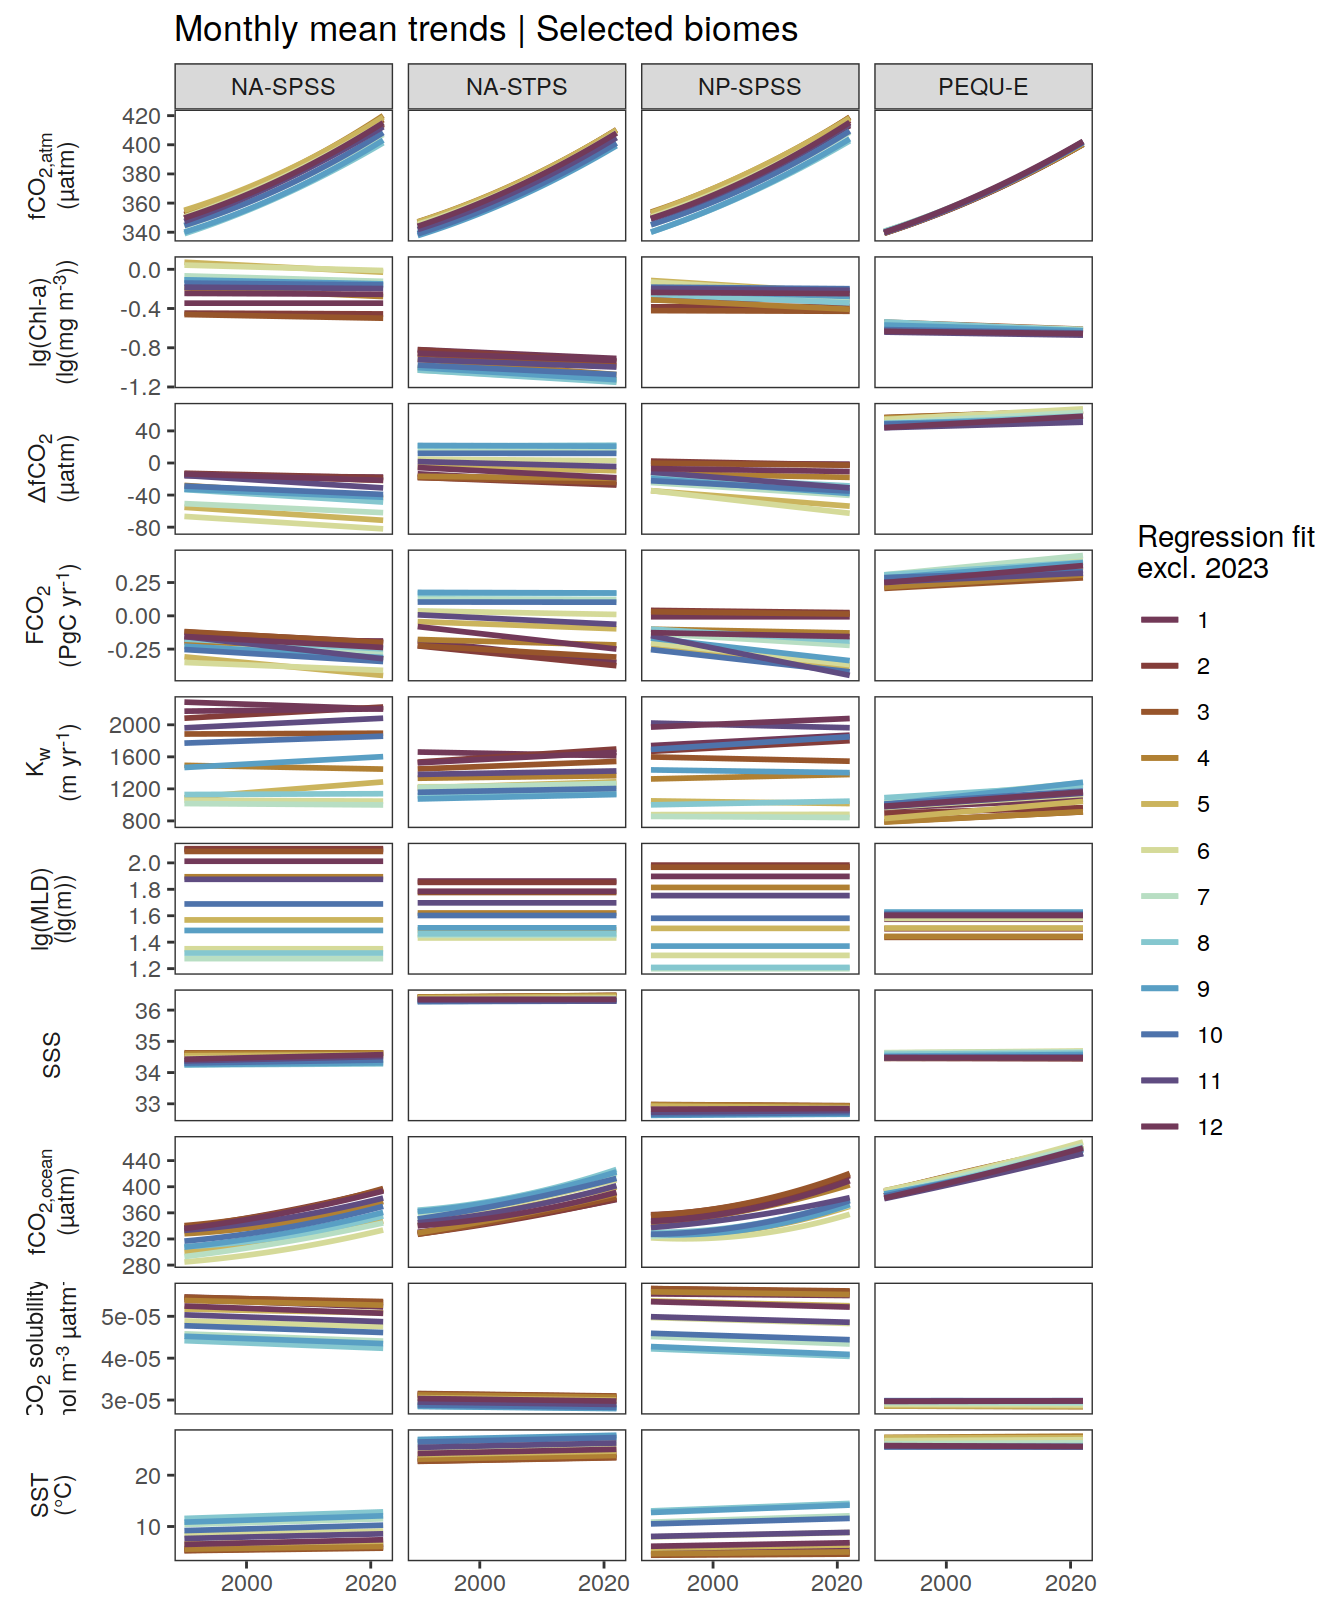 Monthly mean trends | Selected biomes
NA-SPSS
NA-STPS
NP-SPSS
PEQU-E
fCO2,atm
(µatm)
420
400
380
360
340
lg(Chl-a)
(lg(mg m-3))
0.0
-0.4
-0.8
-1.2
ΔfCO2
(µatm)
40
0
-40
-80
FCO2
(PgC yr-1)
0.25
0.00
-0.25
Kw
(m yr-1)
2000
1600
1200
800
lg(MLD)
(lg(m))
2.0
1.8
1.6
1.4
1.2
SSS
36
35
34
33
fCO2,ocean
(µatm)
440
400
360
320
280
CO2 solubility
nol m-3 µatm-
5e-05
4e-05
3e-05
SST
(°C)
20
10
2000 2020 2000 2020 2000 2020 2000 2020
Regression fit
excl. 2023
1
2
3
4
5
6
7
8
9
10
11
12